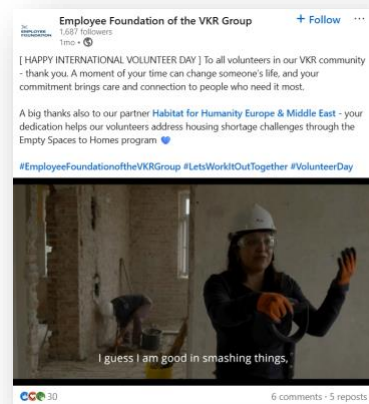 EMPLOYEE
FOUNDATION
Employee Foundation of the VKR Group
+ Follow ...
1,687 followers
1mo •
[ HAPPY INTERNATIONAL VOLUNTEER DAY ] To all volunteers in our VKR community
- thank you. A moment of your time can change someone's life, and your
commitment brings care and connection to people who need it most.
A big thanks also to our partner Habitat for Humanity Europe & Middle East - your
dedication helps our volunteers address housing shortage challenges through the
Empty Spaces to Homes program 💙
#EmployeeFoundationoftheVKRGroup #LetsWorkItOutTogether #VolunteerDay
I guess I am good in smashing things,
30
6 comments · 5 reposts